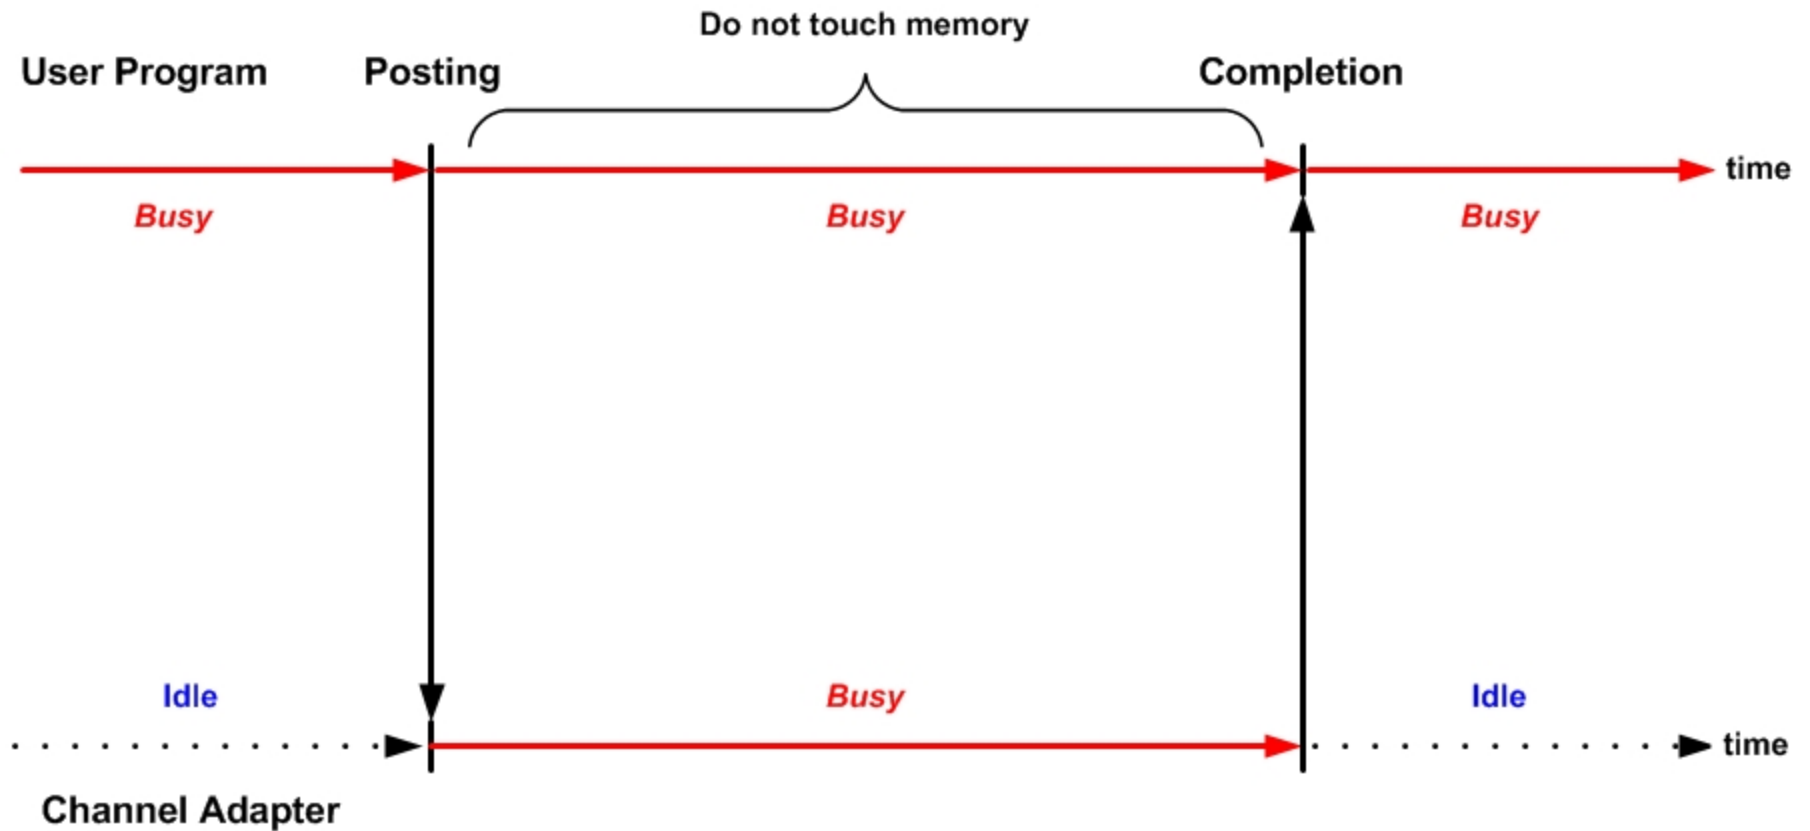 Do not touch memory
User Program
Posting
Completion
time
Busy
Busy
Busy
Idle
Busy
Idle
time
Channel Adapter